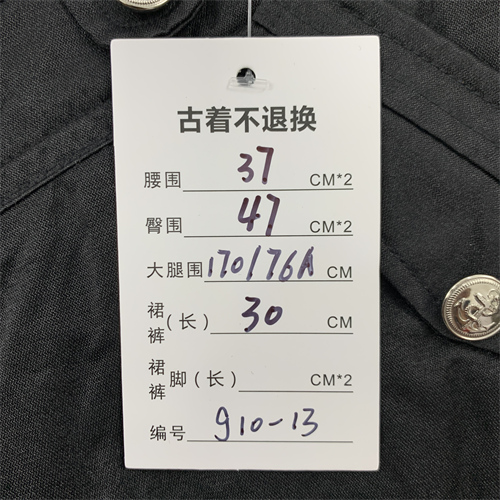 古着不退换
腰围 37 CM*2
臀围 47 CM*2
大腿围 170/76A CM
裙裤(长) 30 CM
裙裤脚(长) CM*2
编号 910-13